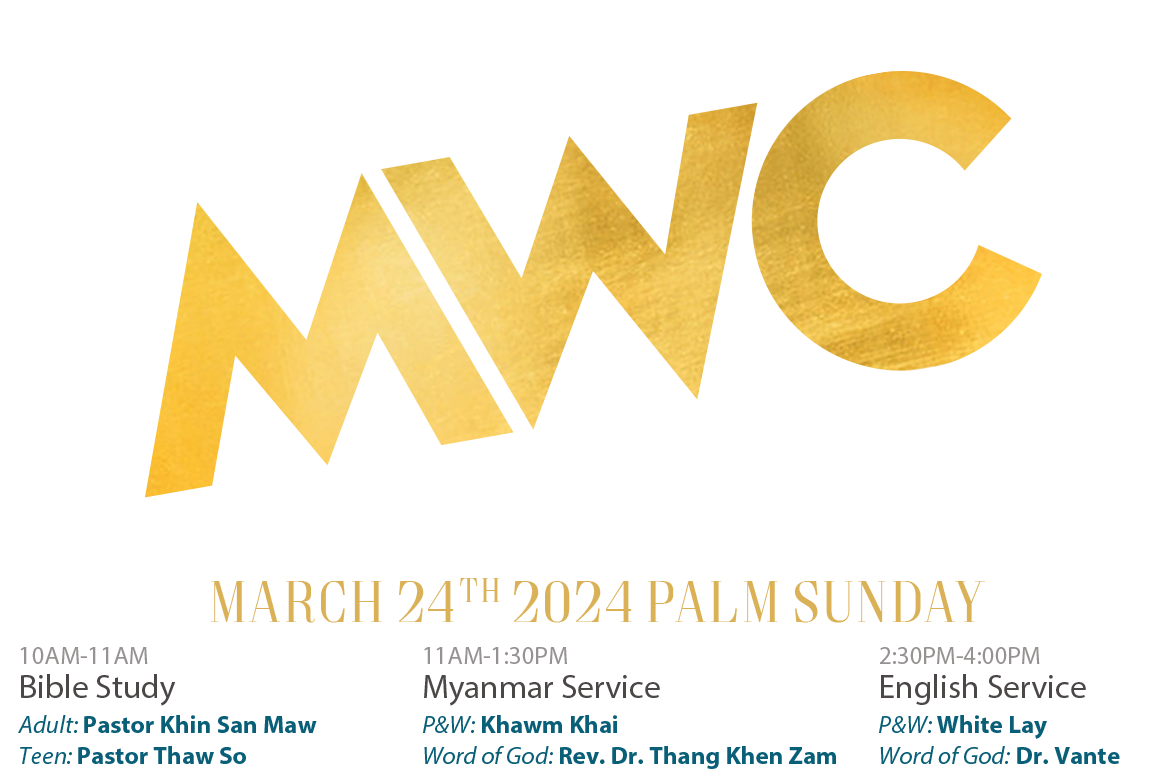 MWC
MARCH 24TH 2024 PALM SUNDAY
10AM-11AM
Bible Study
Adult: Pastor Khin San Maw
Teen: Pastor Thaw So
11AM-1:30PM
Myanmar Service
P&W: Khawm Khai
Word of God: Rev. Dr. Thang Khen Zam
2:30PM-4:00PM
English Service
P&W: White Lay
Word of God: Dr. Vante